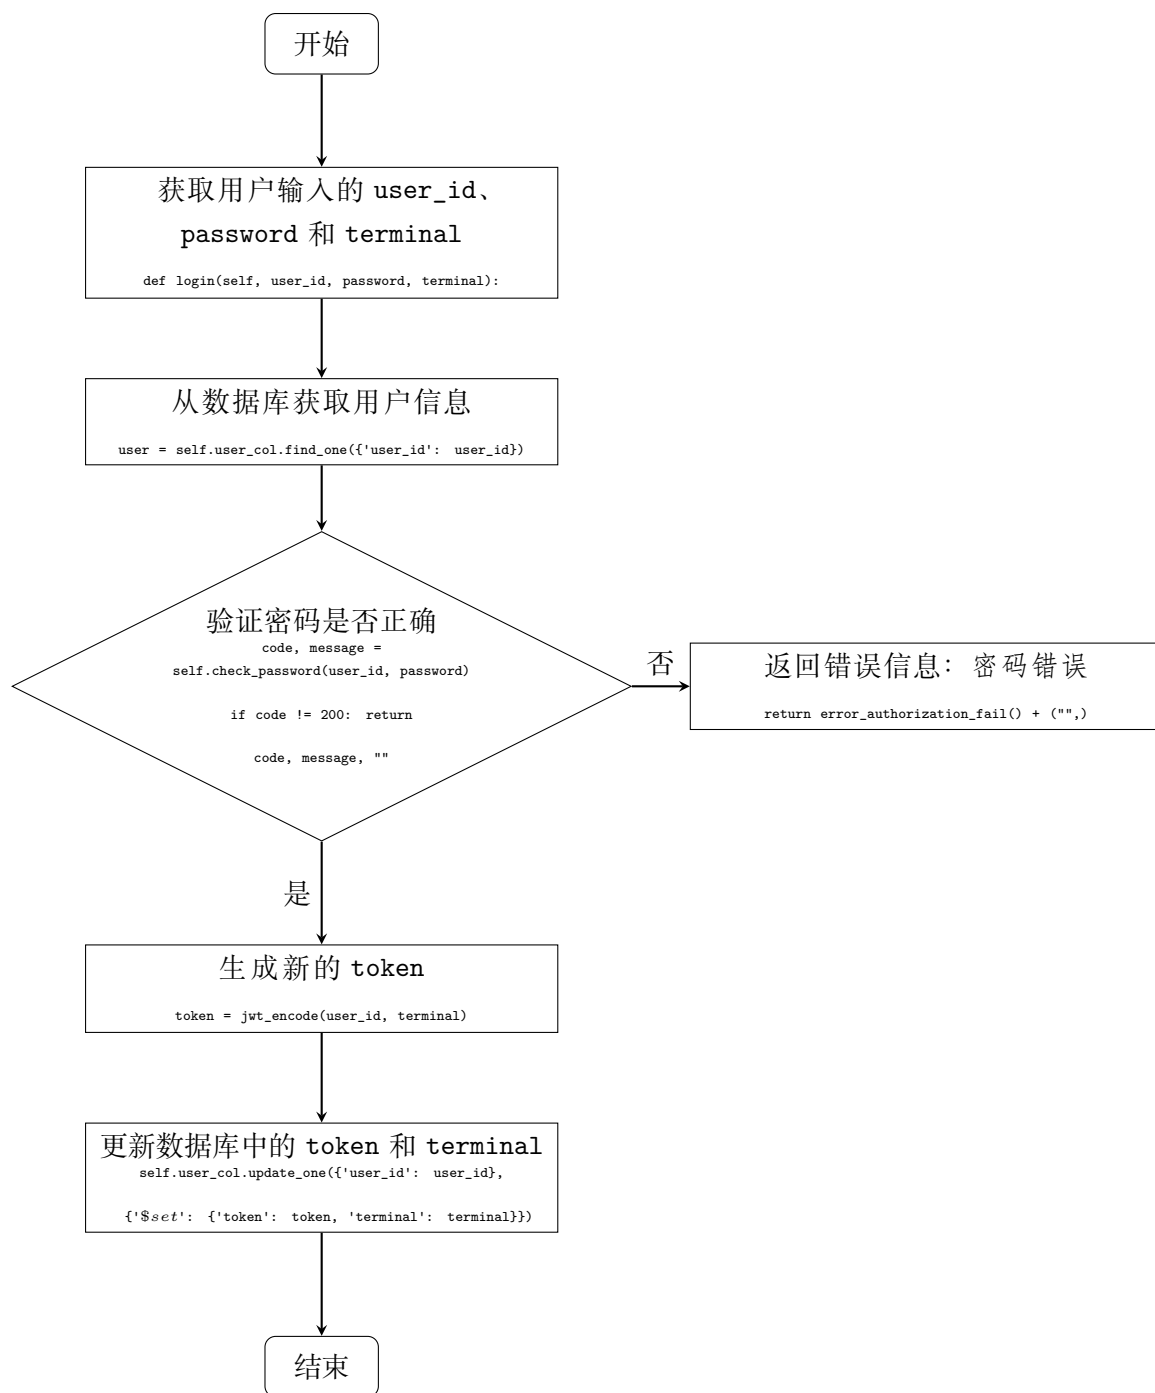 开始
获取用户输入的 user_id、
password 和 terminal
def login(self, user_id, password, terminal):
从数据库获取用户信息
user = self.user_col.find_one({'user_id': user_id})
验证密码是否正确
code, message =
self.check_password(user_id, password)
if code != 200: return
code, message, ""
否
返回错误信息：密码错误
return error_authorization_fail() + ("",)
是
生成新的 token
token = jwt_encode(user_id, terminal)
更新数据库中的 token 和 terminal
self.user_col.update_one({'user_id': user_id},
{'$set': {'token': token, 'terminal': terminal}})
结束